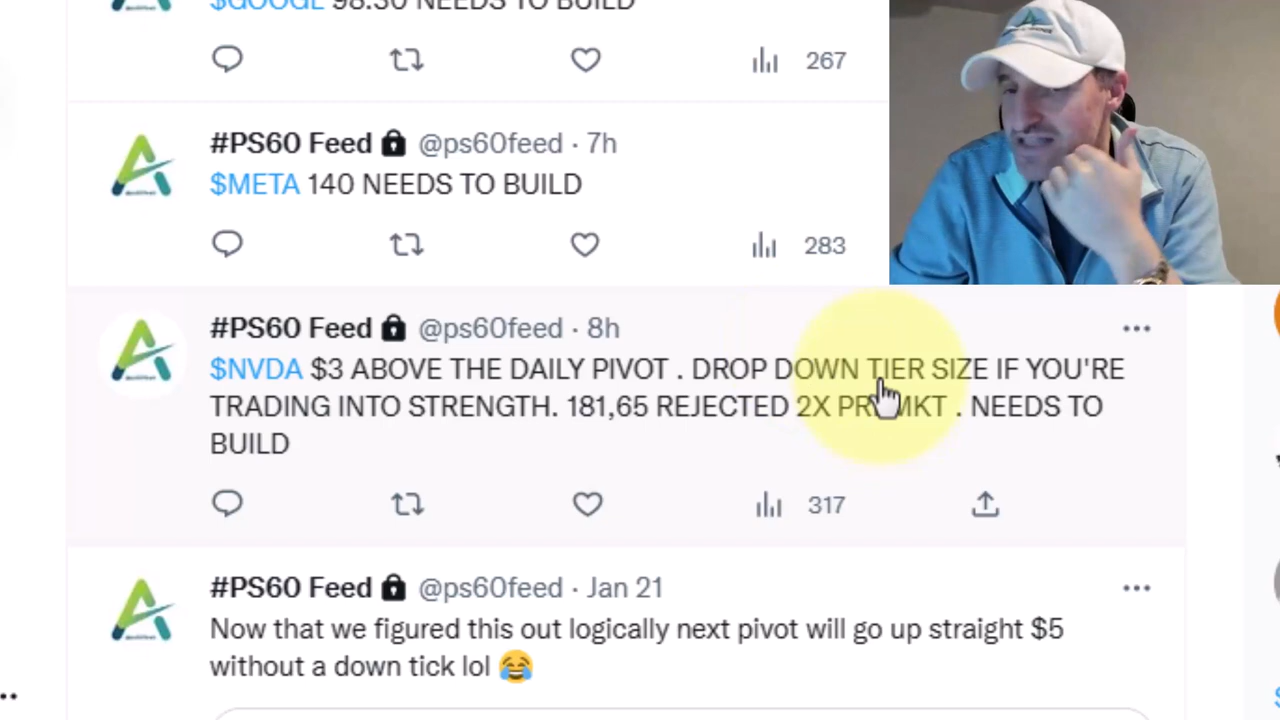 $GOOGL 98.30 NEEDS TO BUILD
267
#PS60 Feed @ps60feed · 7h
$META 140 NEEDS TO BUILD
283
#PS60 Feed @ps60feed · 8h
$NVDA $3 ABOVE THE DAILY PIVOT . DROP DOWN TIER SIZE IF YOU'RE
TRADING INTO STRENGTH. 181,65 REJECTED 2X PREMKT . NEEDS TO
BUILD
317
#PS60 Feed @ps60feed · Jan 21
Now that we figured this out logically next pivot will go up straight $5
without a down tick lol 😂